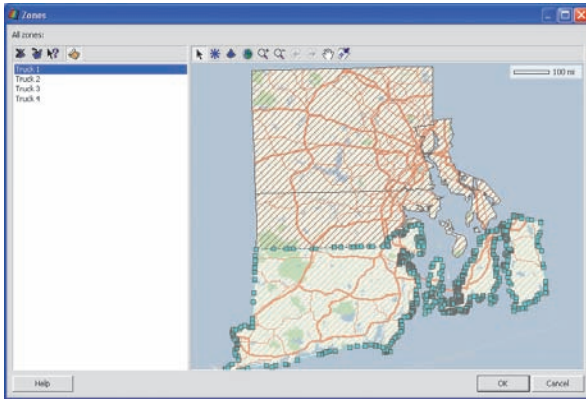 Zones
All zones:
Truck 1
Truck 2
Truck 3
Truck 4
100 mi
Help
OK
Cancel